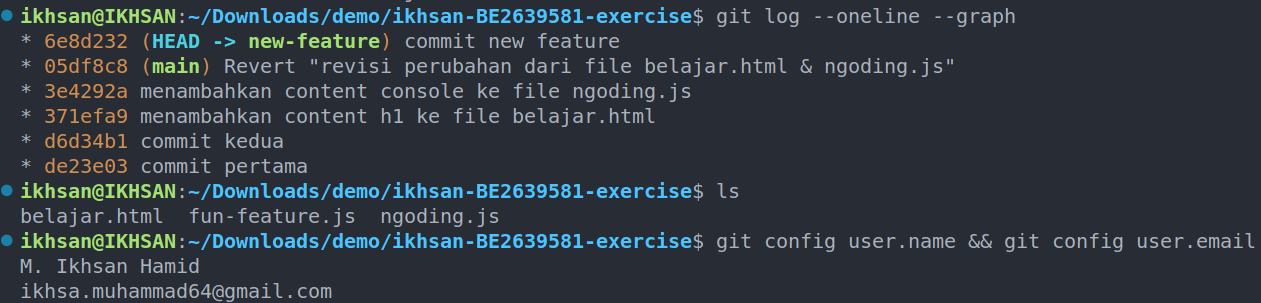 ikhsan@IKHSAN:~/Downloads/demo/ikhsan-BE2639581-exercise$ git log --oneline --graph
* 6e8d232 (HEAD -> new-feature) commit new feature
* 05df8c8 (main) Revert "revisi perubahan dari file belajar.html & ngoding.js"
* 3e4292a menambahkan content console ke file ngoding.js
* 371efa9 menambahkan content h1 ke file belajar.html
* d6d34b1 commit kedua
* de23e03 commit pertama
ikhsan@IKHSAN:~/Downloads/demo/ikhsan-BE2639581-exercise$ ls
belajar.html  fun-feature.js  ngoding.js
ikhsan@IKHSAN:~/Downloads/demo/ikhsan-BE2639581-exercise$ git config user.name && git config user.email
M. Ikhsan Hamid
ikhsa.muhammad64@gmail.com